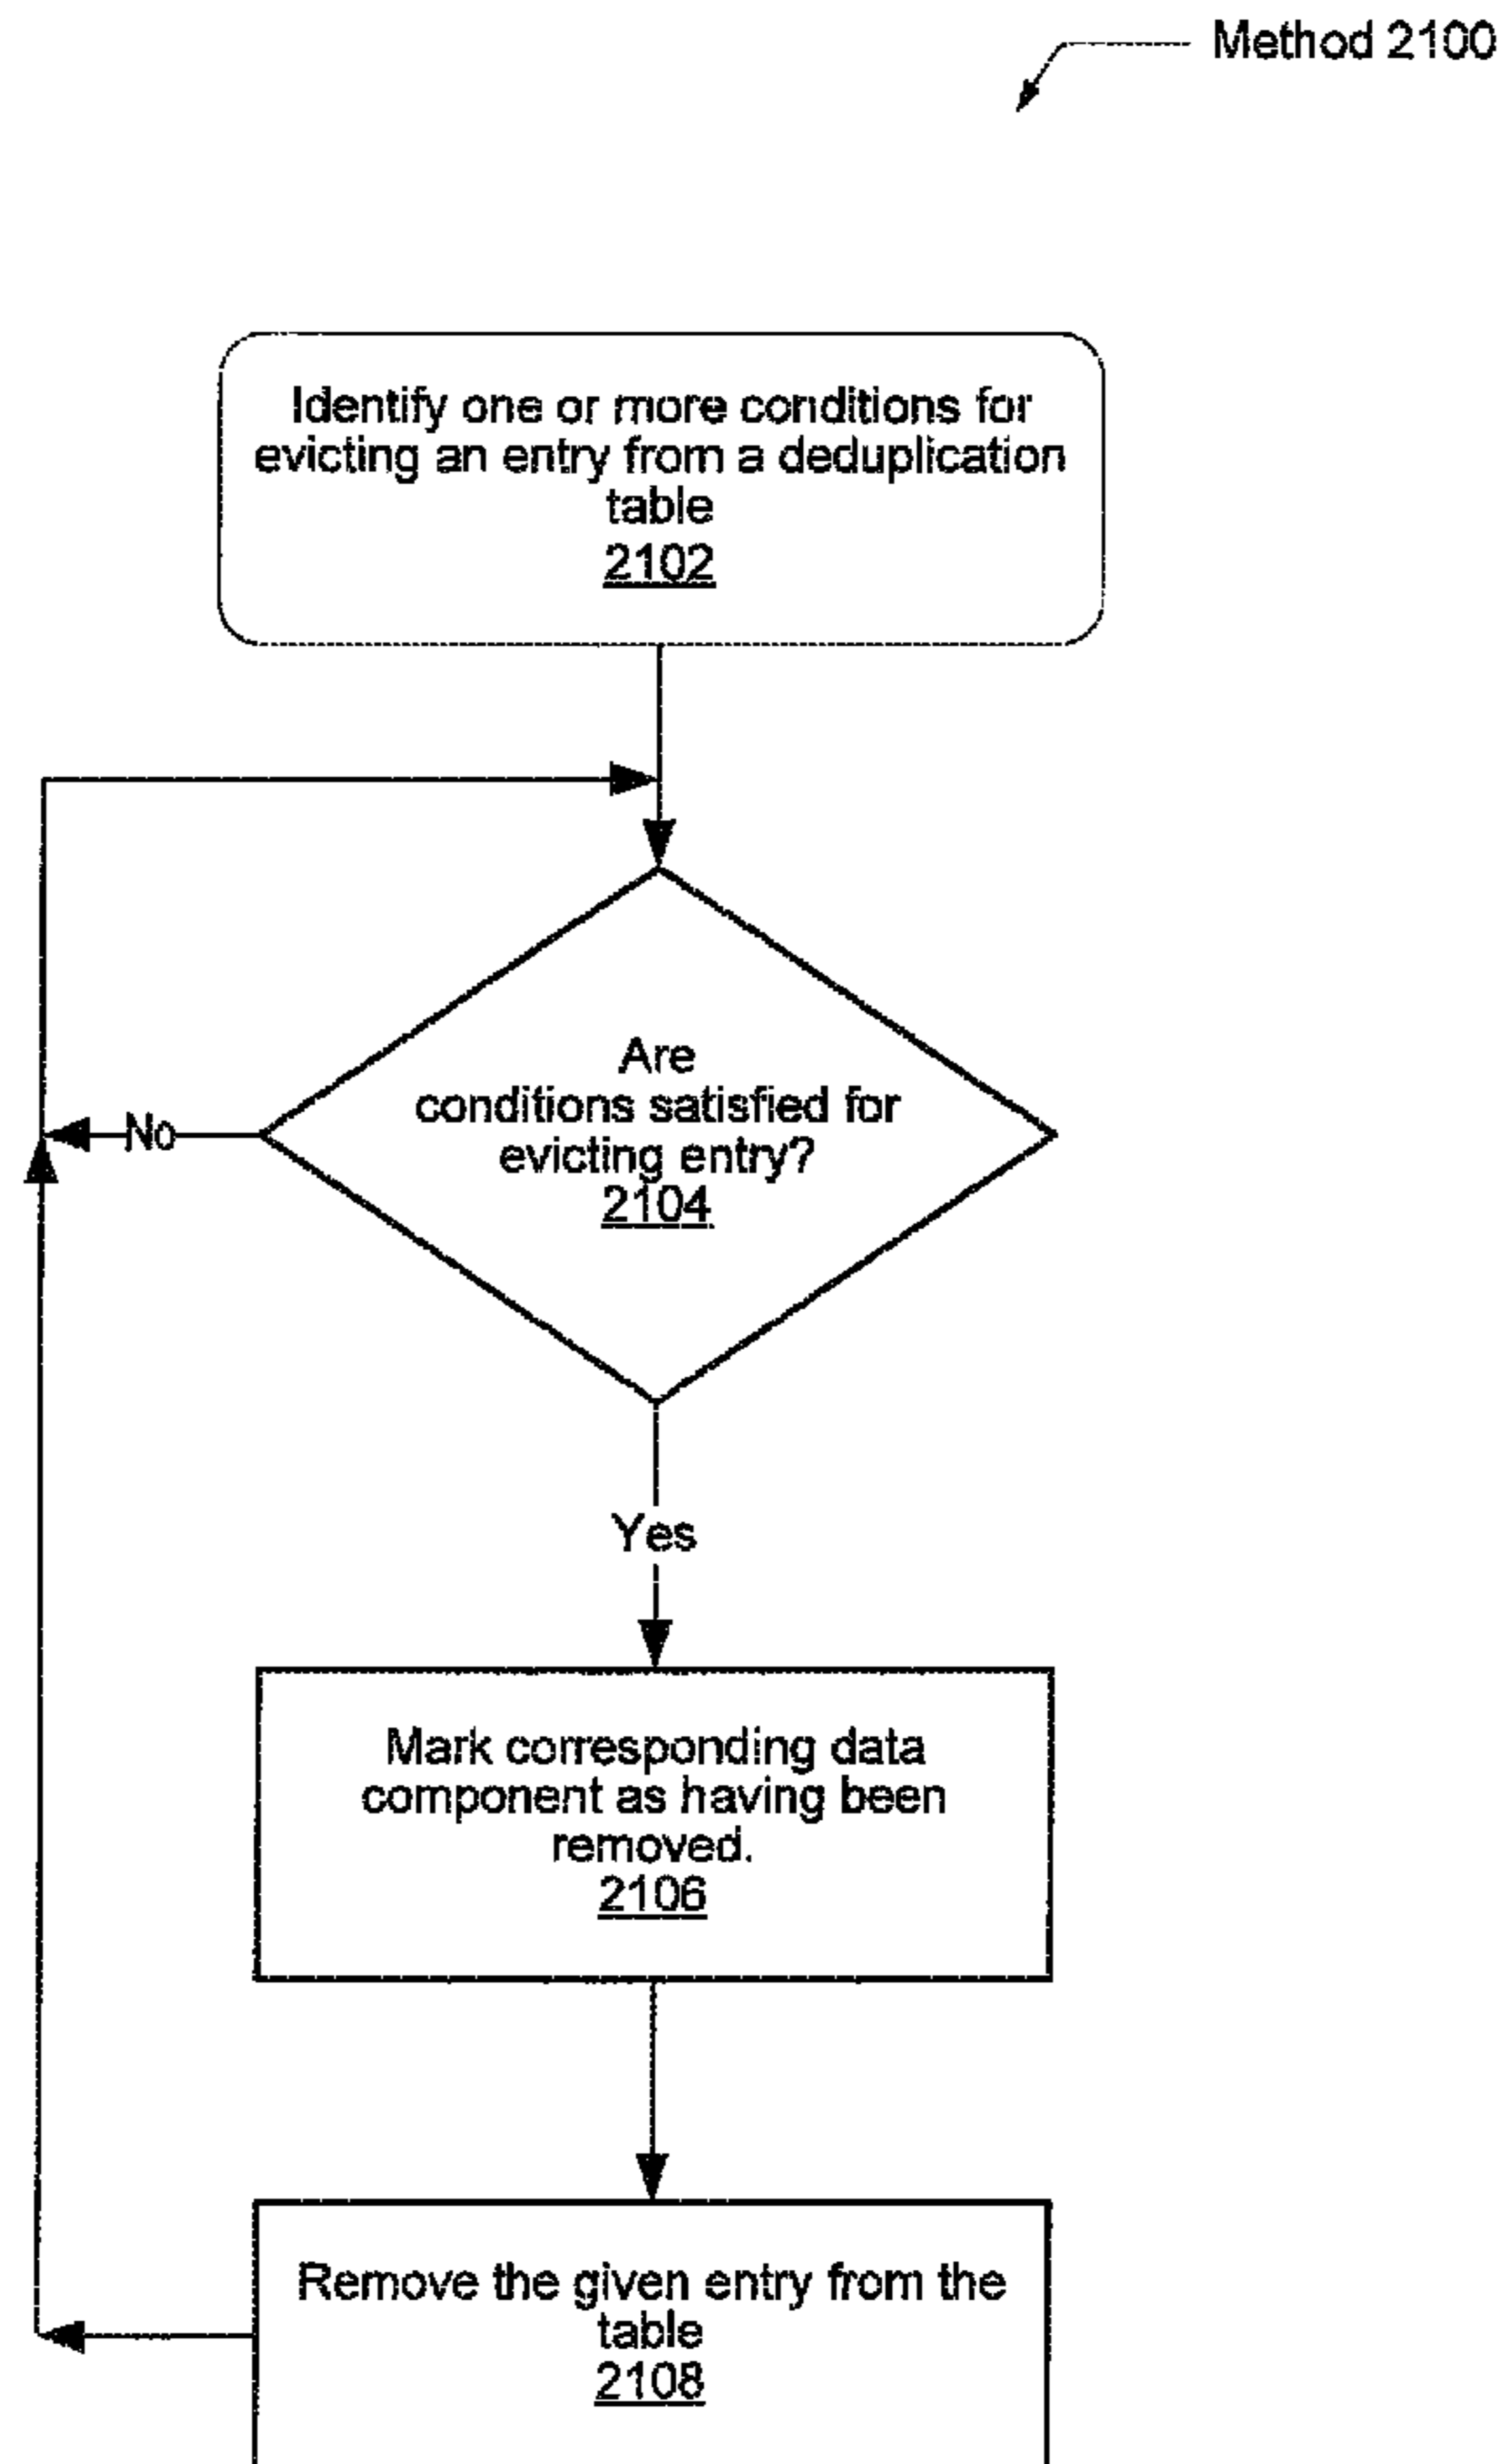 Method 2100
Identify one or more conditions for
evicting an entry from a deduplication
table
2102
Are
conditions satisfied for
evicting entry?
2104
No
Yes
Mark corresponding data
component as having been
removed.
2106
Remove the given entry from the
table
2108